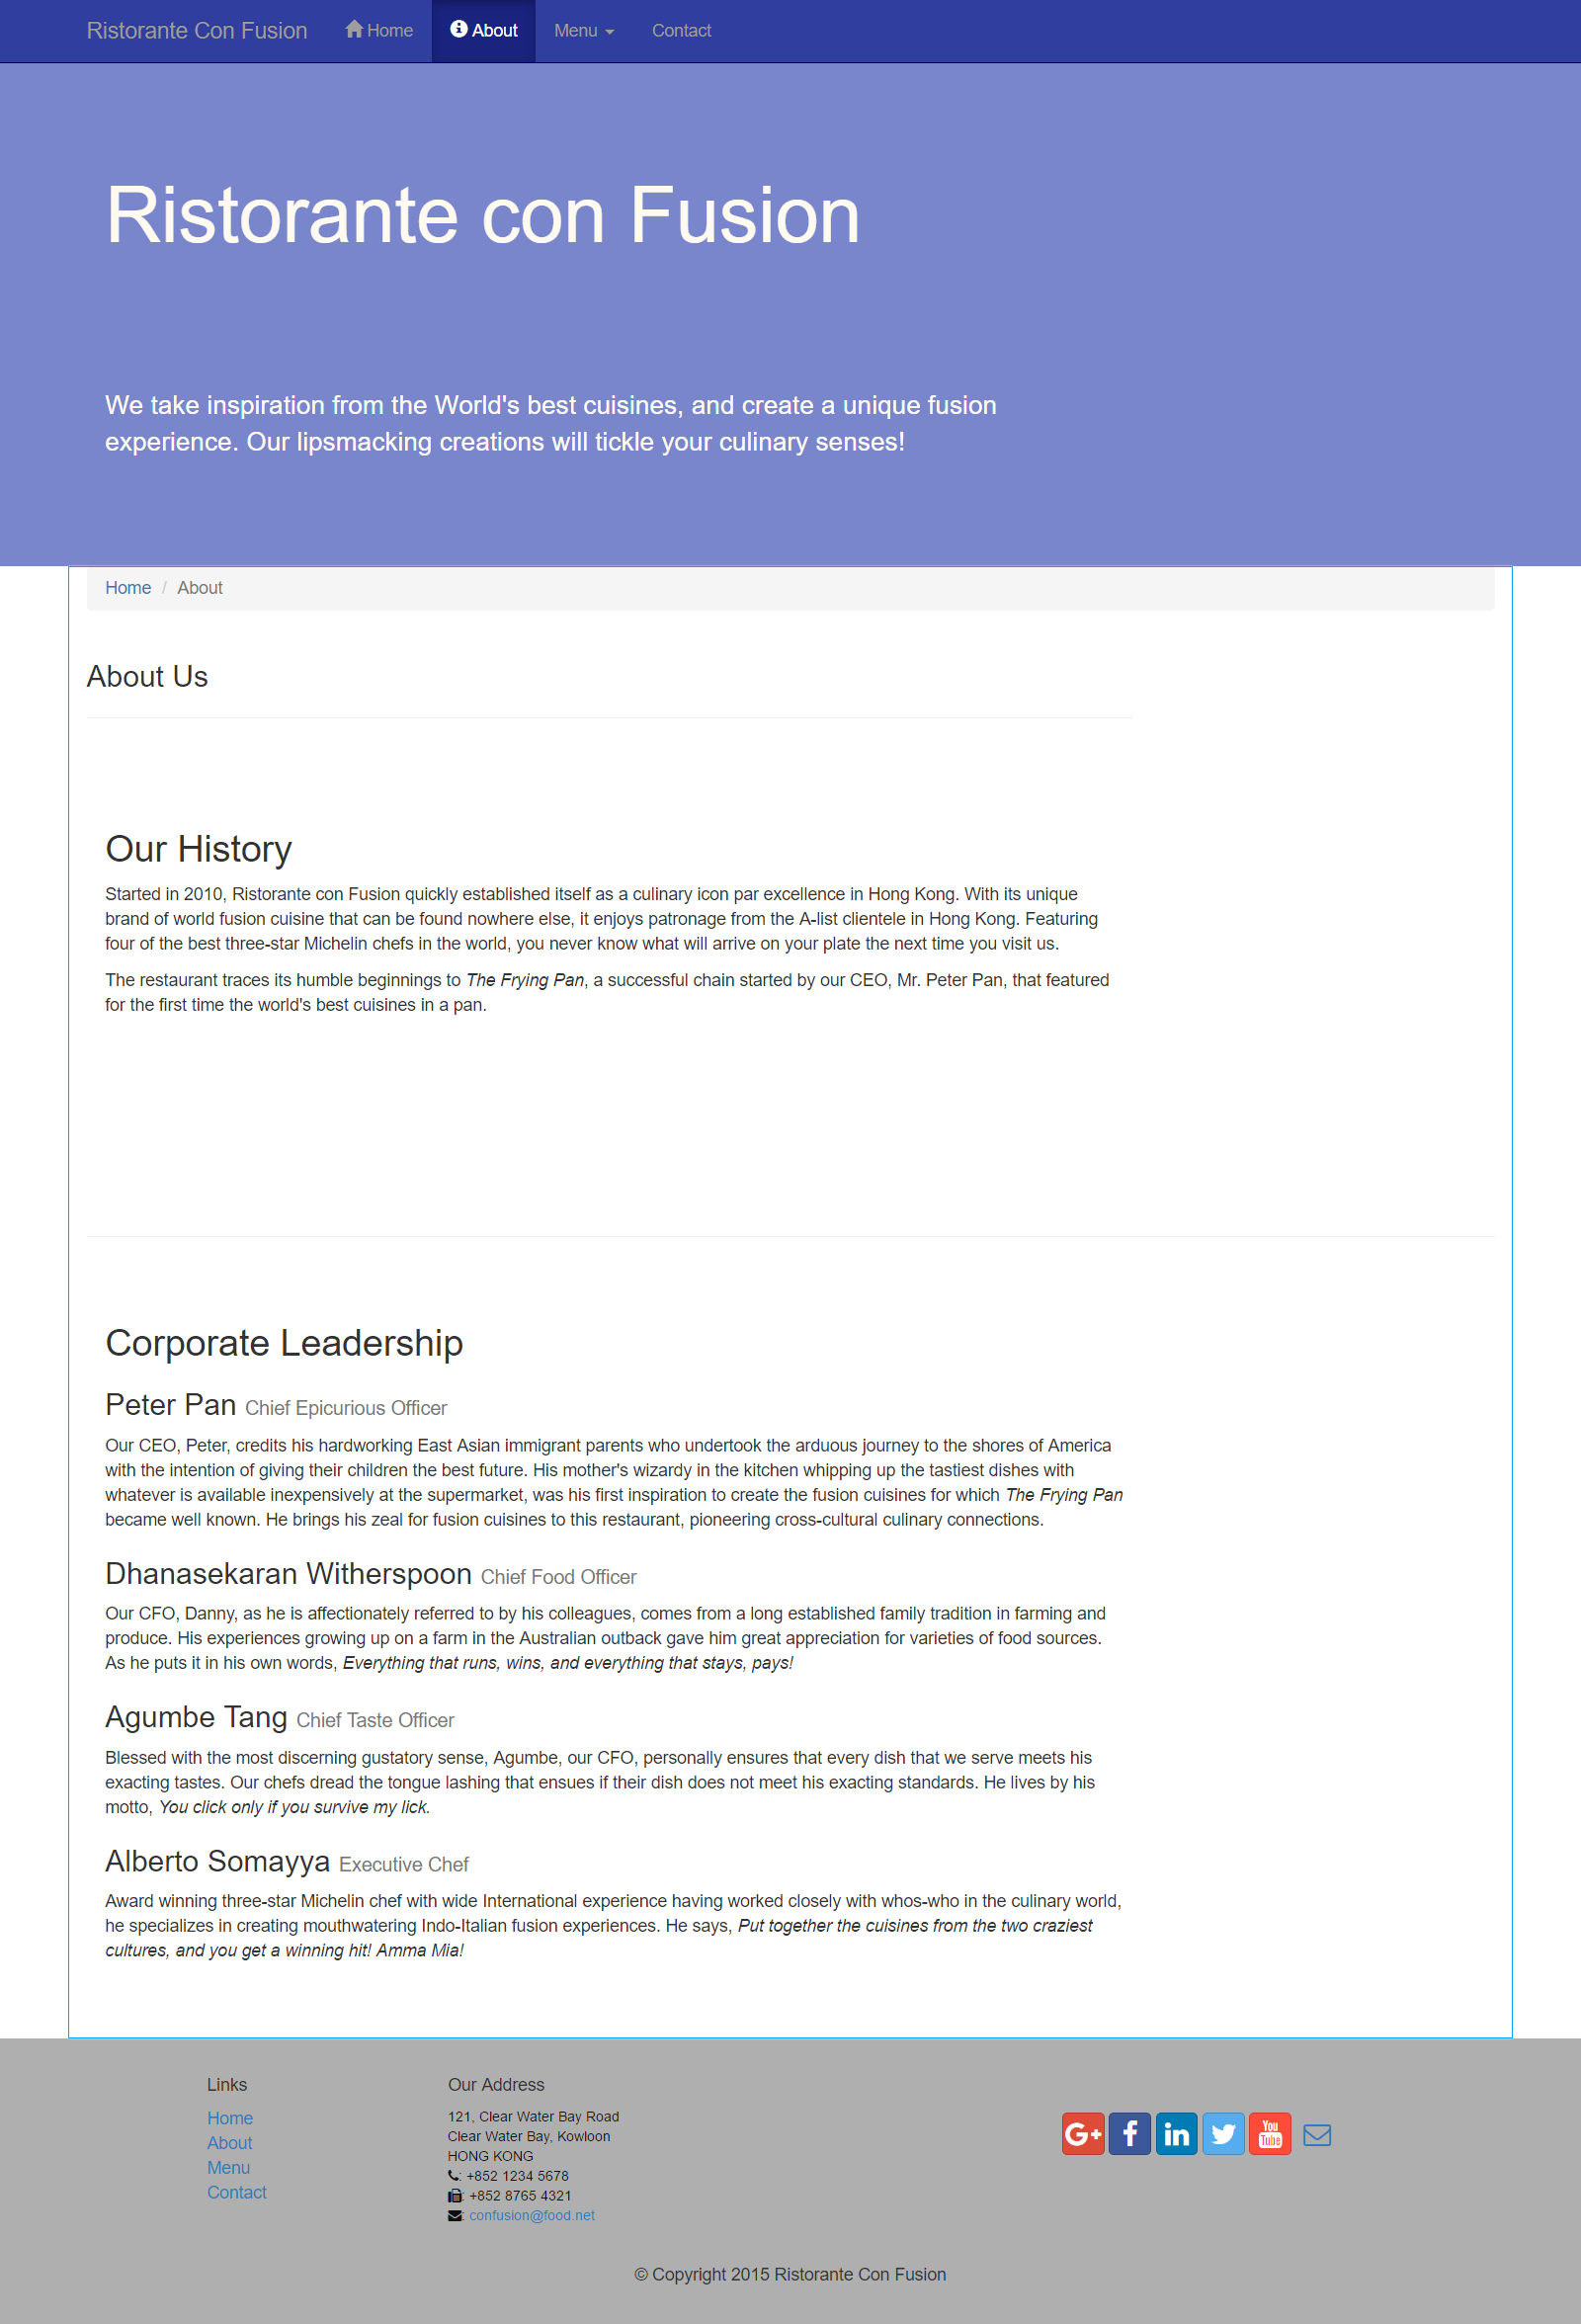 Ristorante Con Fusion Home About Menu Contact
Ristorante con Fusion
We take inspiration from the World's best cuisines, and create a unique fusion
experience. Our lipsmacking creations will tickle your culinary senses!
Home / About
About Us
Our History
Started in 2010, Ristorante con Fusion quickly established itself as a culinary icon par excellence in Hong Kong. With its unique
brand of world fusion cuisine that can be found nowhere else, it enjoys patronage from the A-list clientele in Hong Kong. Featuring
four of the best three-star Michelin chefs in the world, you never know what will arrive on your plate the next time you visit us.
The restaurant traces its humble beginnings to The Frying Pan, a successful chain started by our CEO, Mr. Peter Pan, that featured
for the first time the world's best cuisines in a pan.
Corporate Leadership
Peter Pan Chief Epicurious Officer
Our CEO, Peter, credits his hardworking East Asian immigrant parents who undertook the arduous journey to the shores of America
with the intention of giving their children the best future. His mother's wizardy in the kitchen whipping up the tastiest dishes with
whatever is available inexpensively at the supermarket, was his first inspiration to create the fusion cuisines for which The Frying Pan
became well known. He brings his zeal for fusion cuisines to this restaurant, pioneering cross-cultural culinary connections.
Dhanasekaran Witherspoon Chief Food Officer
Our CFO, Danny, as he is affectionately referred to by his colleagues, comes from a long established family tradition in farming and
produce. His experiences growing up on a farm in the Australian outback gave him great appreciation for varieties of food sources.
As he puts it in his own words, Everything that runs, wins, and everything that stays, pays!
Agumbe Tang Chief Taste Officer
Blessed with the most discerning gustatory sense, Agumbe, our CFO, personally ensures that every dish that we serve meets his
exacting tastes. Our chefs dread the tongue lashing that ensues if their dish does not meet his exacting standards. He lives by his
motto, You click only if you survive my lick.
Alberto Somayya Executive Chef
Award winning three-star Michelin chef with wide International experience having worked closely with whos-who in the culinary world,
he specializes in creating mouthwatering Indo-Italian fusion experiences. He says, Put together the cuisines from the two craziest
cultures, and you get a winning hit! Amma Mia!
Links
Home
About
Menu
Contact
Our Address
121, Clear Water Bay Road
Clear Water Bay, Kowloon
HONG KONG
: +852 1234 5678
: +852 8765 4321
: confusion@food.net
G+ f in You Tube
© Copyright 2015 Ristorante Con Fusion